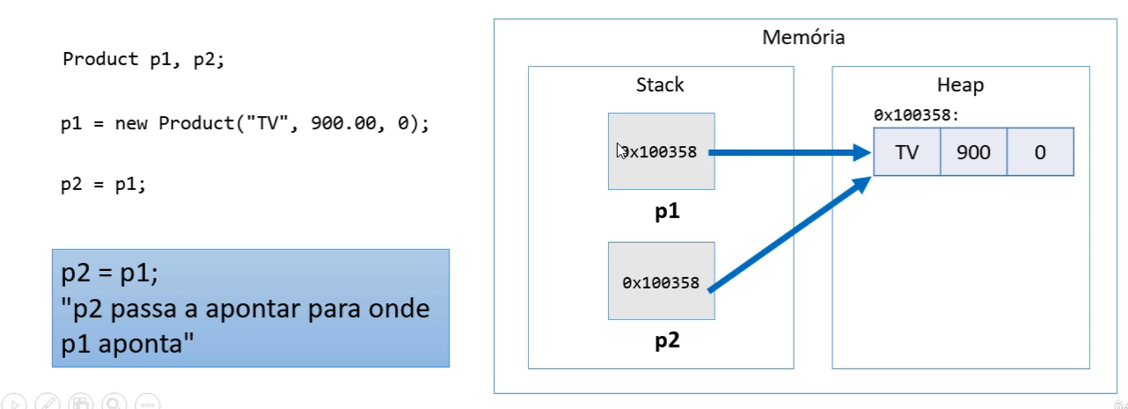 Product p1, p2;
p1 = new Product("TV", 900.00, 0);
p2 = p1;
p2 = p1;
"p2 passa a apontar para onde
p1 aponta"
Memória
Stack
0x100358
p1
0x100358
p2
Heap
0x100358:
TV 900 0